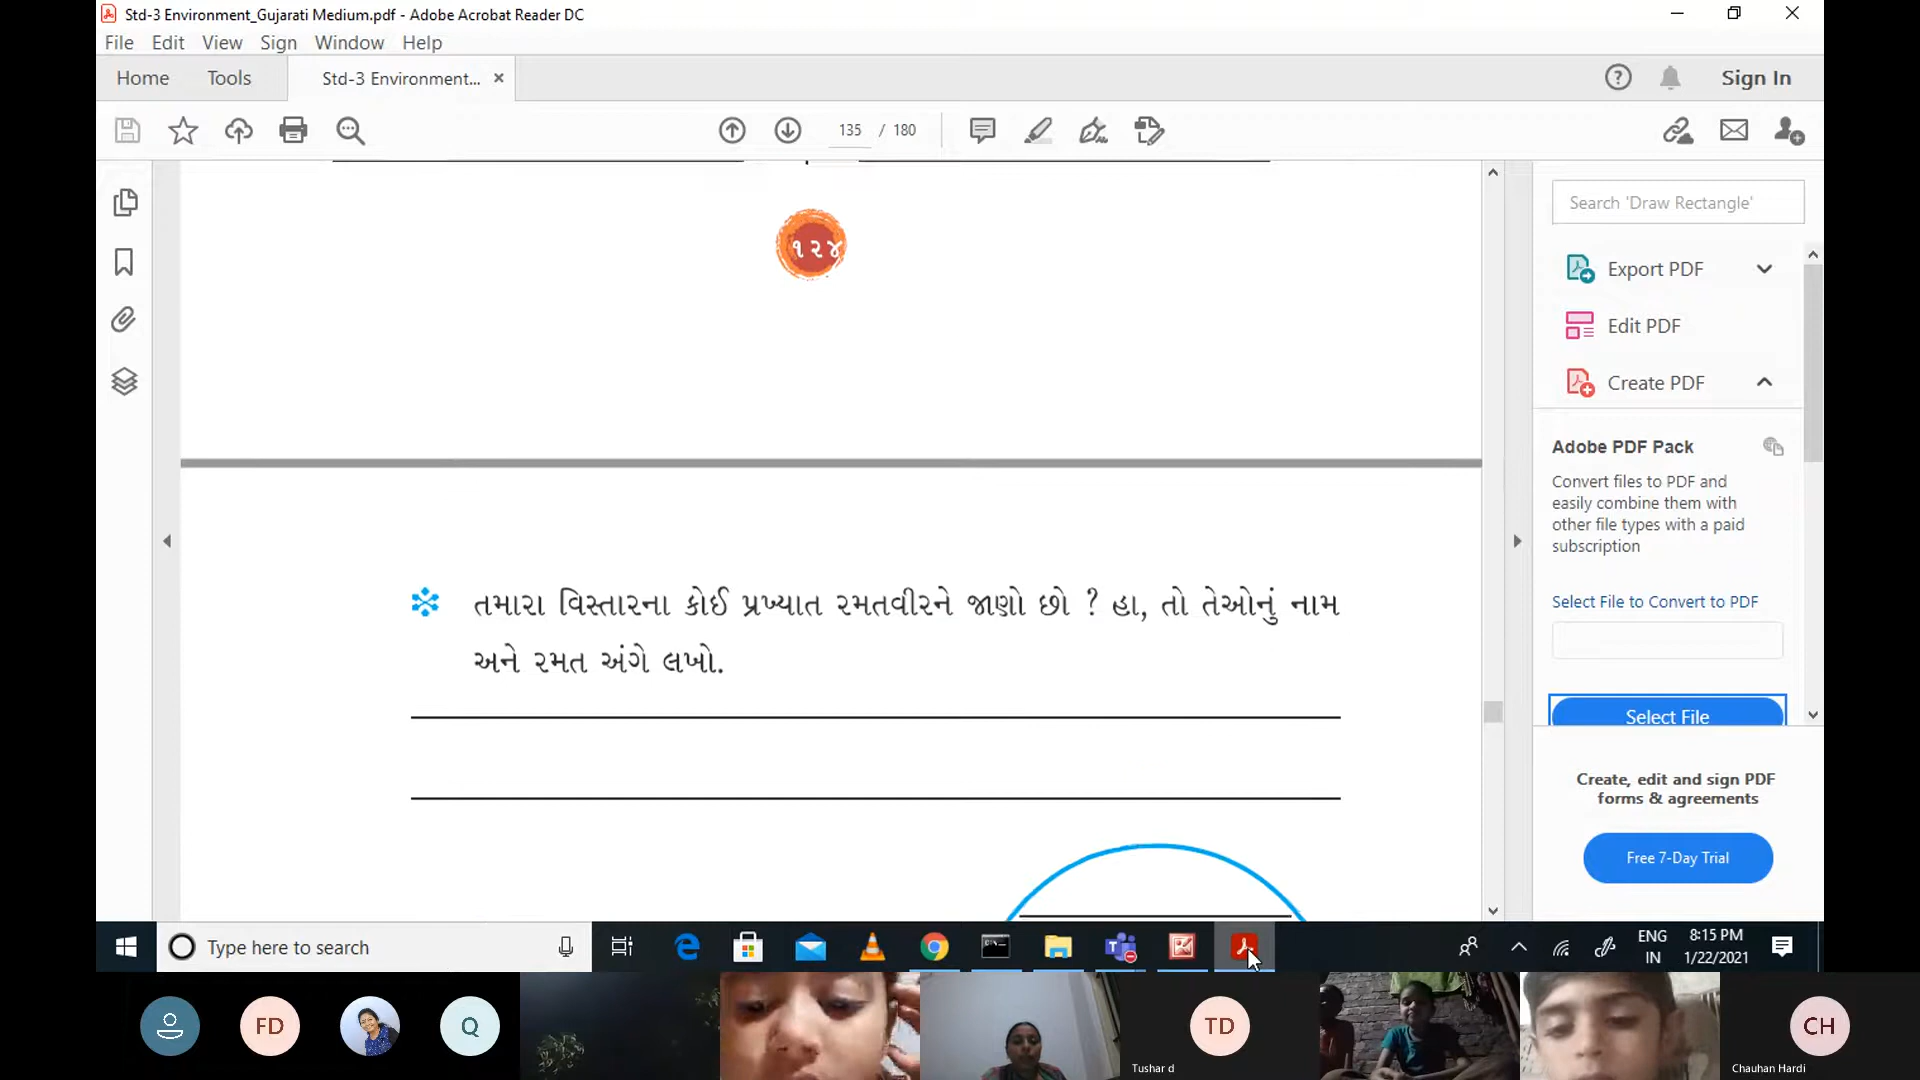 Std-3 Environment_Gujarati Medium.pdf - Adobe Acrobat Reader DC
File Edit View Sign Window Help
Home Tools Std-3 Environment... × Sign In
135 / 180
Search 'Draw Rectangle'
૧૨૪
Export PDF
Edit PDF
Create PDF
Adobe PDF Pack
Convert files to PDF and
easily combine them with
other file types with a paid
subscription
Select File to Convert to PDF
Select File
Create, edit and sign PDF
forms & agreements
Free 7-Day Trial
તમારા વિસ્તારના કોઈ પ્રખ્યાત રમતવીરને જાણો છો ? હા, તો તેઓનું નામ
અને રમત અંગે લખો.
Type here to search
ENG
IN
8:15 PM
1/22/2021
FD
Q
TD
Tushar d
CH
Chauhan Hardi